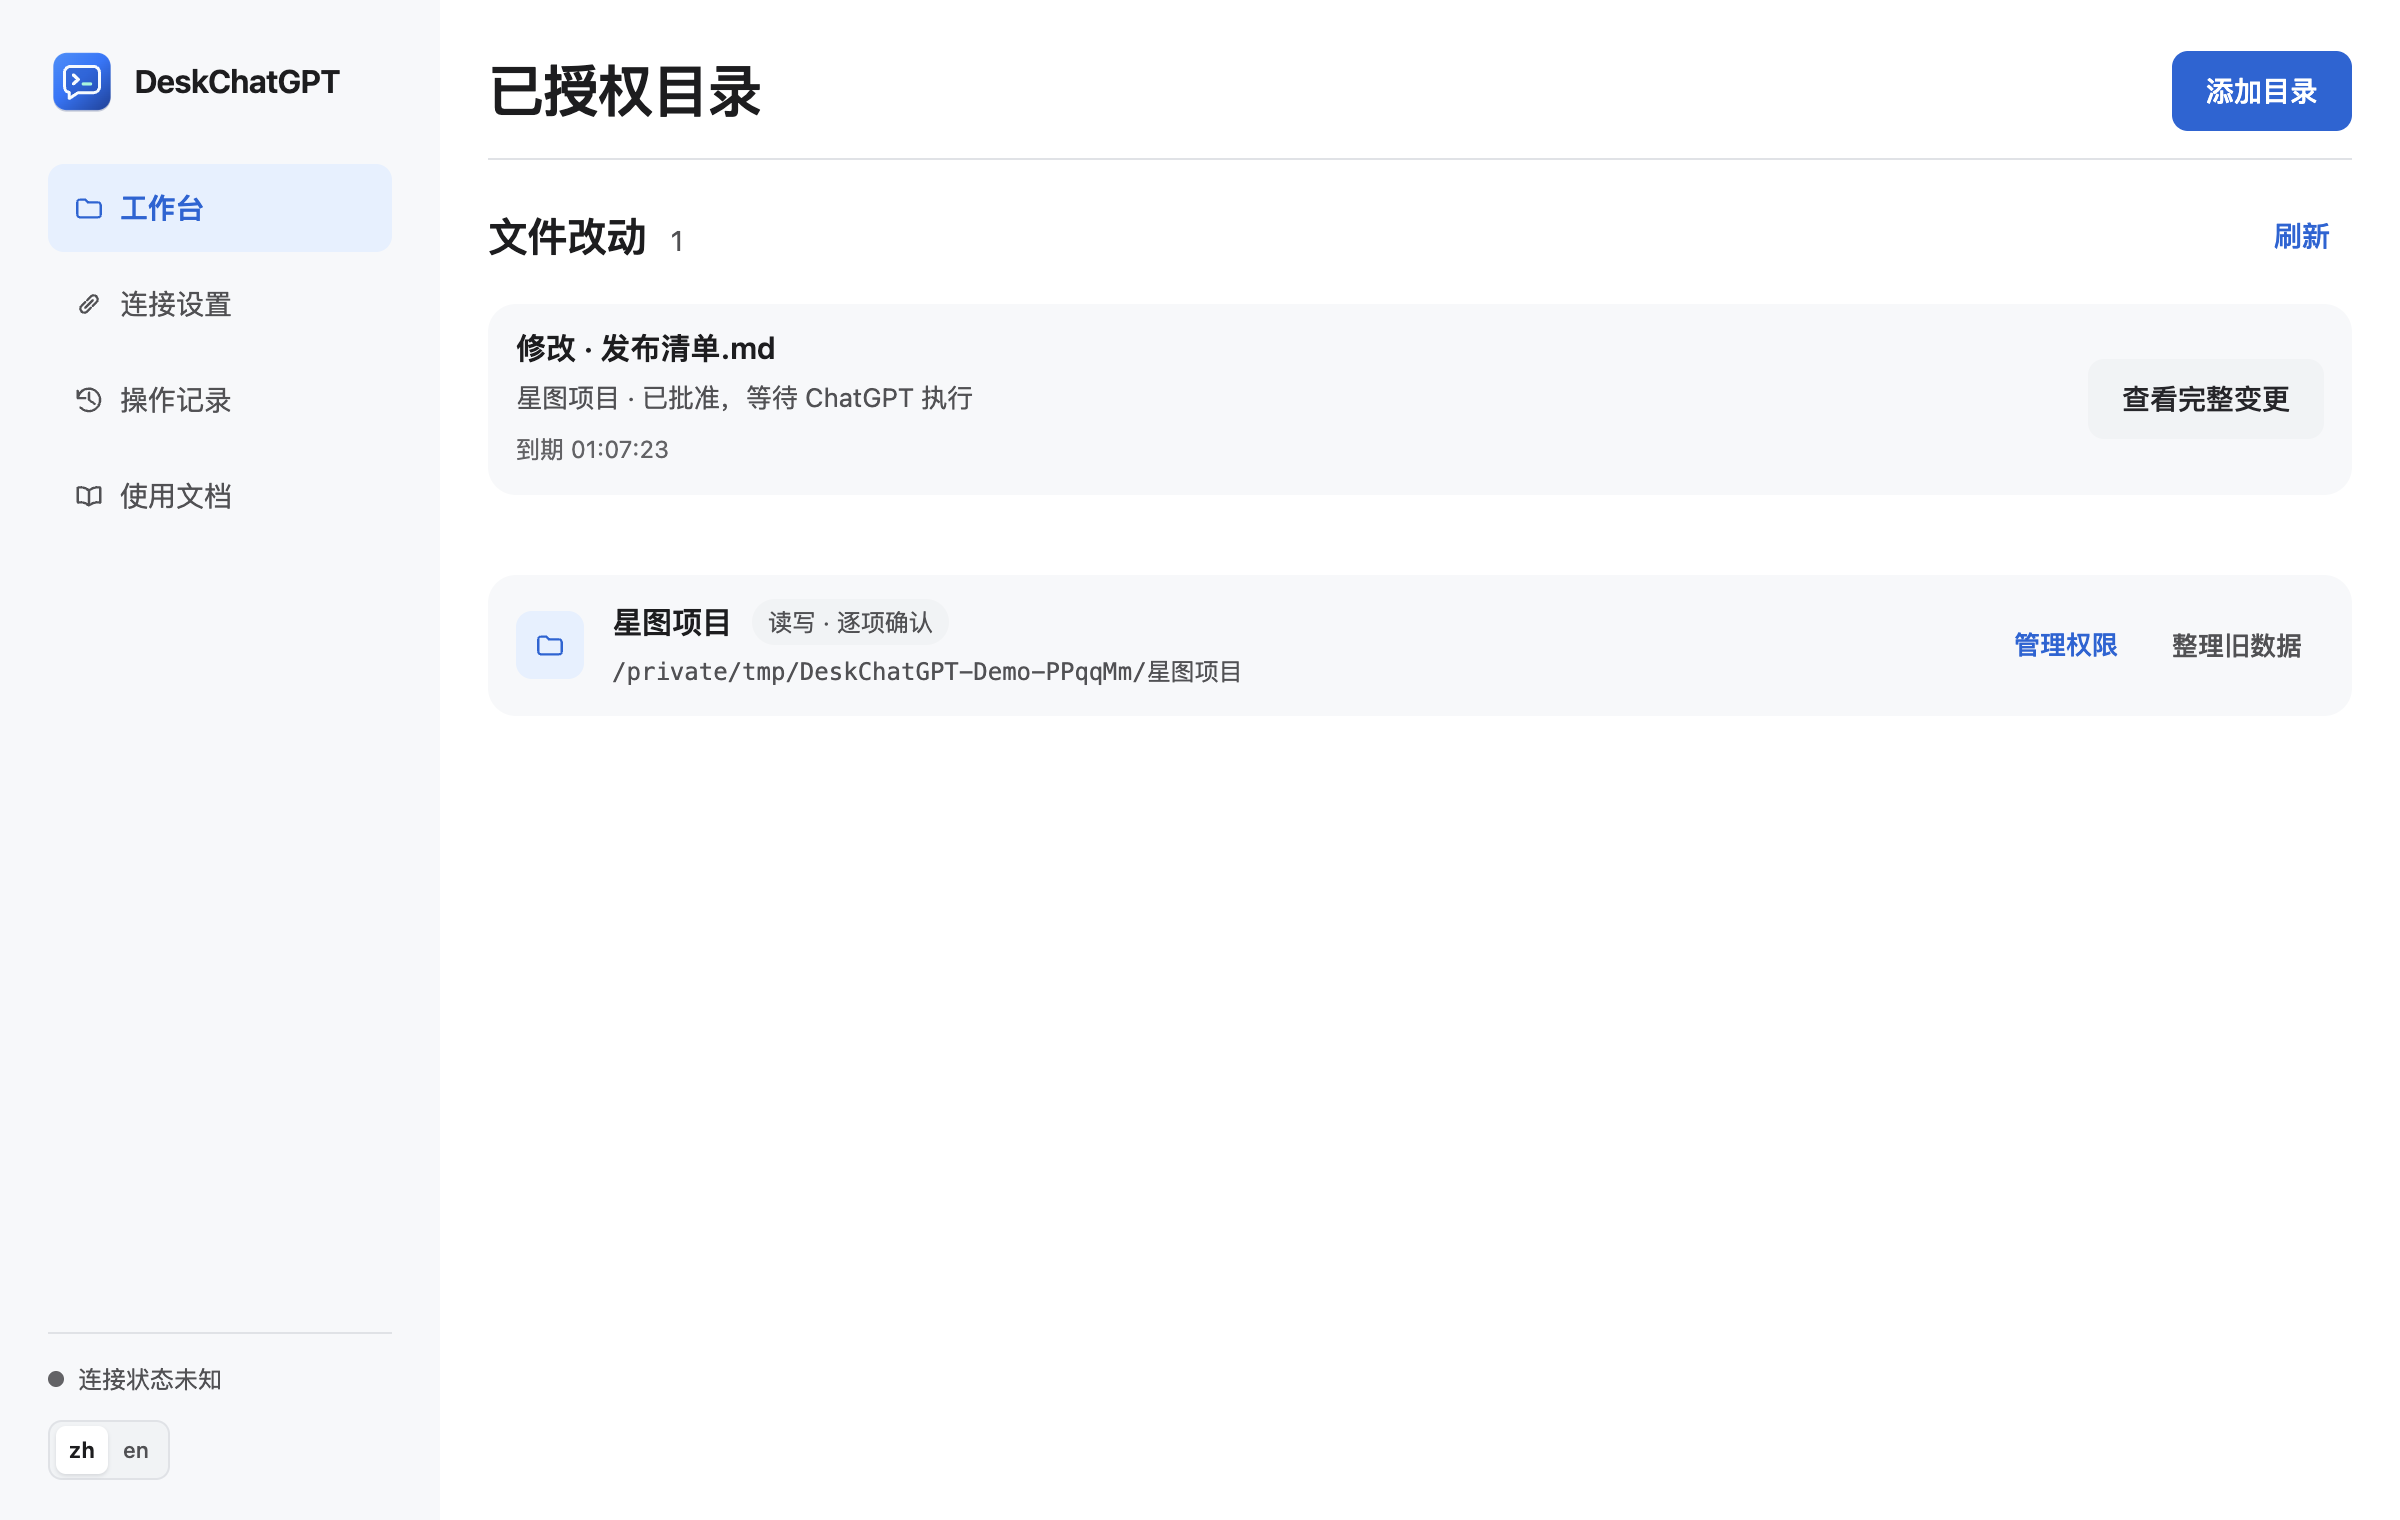 DeskChatGPT
工作台
连接设置
操作记录
使用文档
连接状态未知
zh en
已授权目录
添加目录
文件改动 1
刷新
修改 · 发布清单.md
星图项目 · 已批准，等待 ChatGPT 执行
到期 01:07:23
查看完整变更
星图项目 读写 · 逐项确认
/private/tmp/DeskChatGPT-Demo-PPqqMm/星图项目
管理权限 整理旧数据